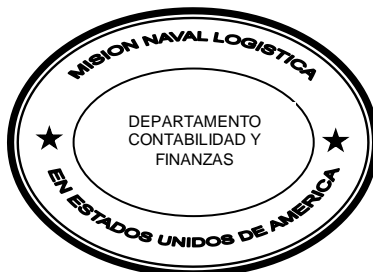 MISION NAVAL LOGISTICA
DEPARTAMENTO
CONTABILIDAD Y
FINANZAS
EN ESTADOS UNIDOS DE AMERICA